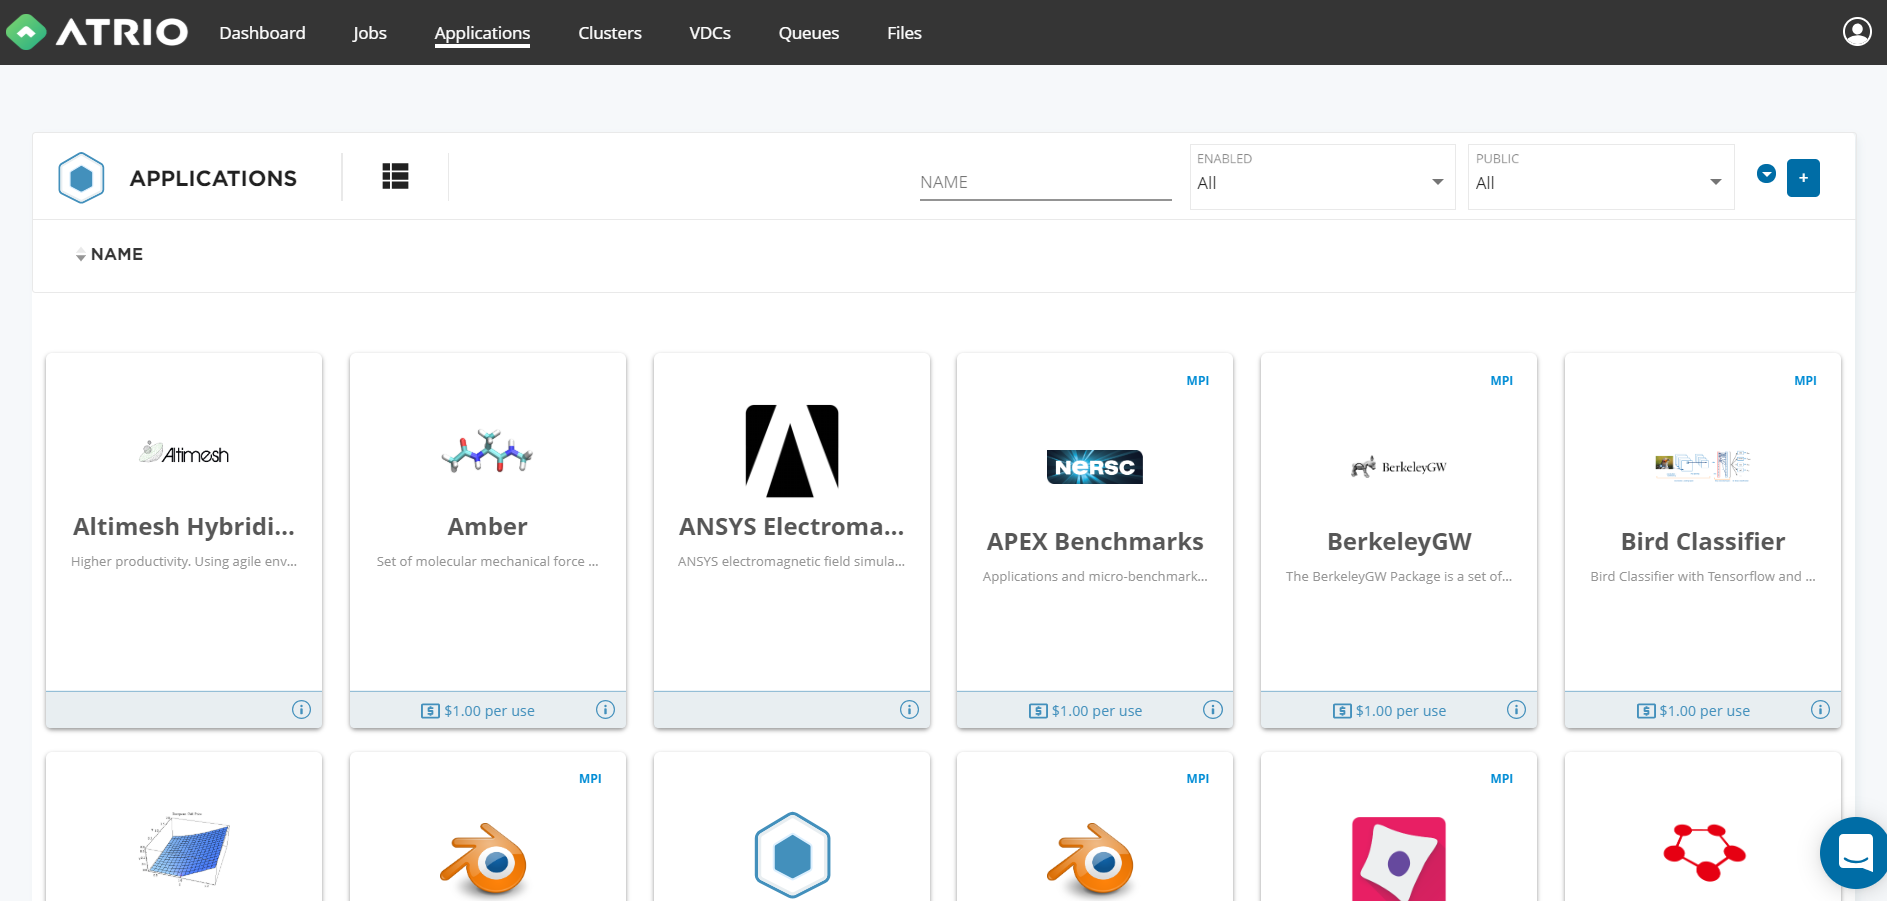 ATRIO Dashboard Jobs Applications Clusters VDCs Queues Files
APPLICATIONS
NAME
ENABLED
All
PUBLIC
All
+
NAME
Altimesh
Altimesh Hybridi...
Higher productivity. Using agile env...
Amber
Set of molecular mechanical force ...
$1.00 per use
ANSYS Electroma...
ANSYS electromagnetic field simula...
MPI
NERSC
APEX Benchmarks
Applications and micro-benchmark...
$1.00 per use
MPI
BerkeleyGW
BerkeleyGW
The BerkeleyGW Package is a set of...
$1.00 per use
MPI
Bird Classifier
Bird Classifier with Tensorflow and ...
$1.00 per use
MPI
MPI
MPI